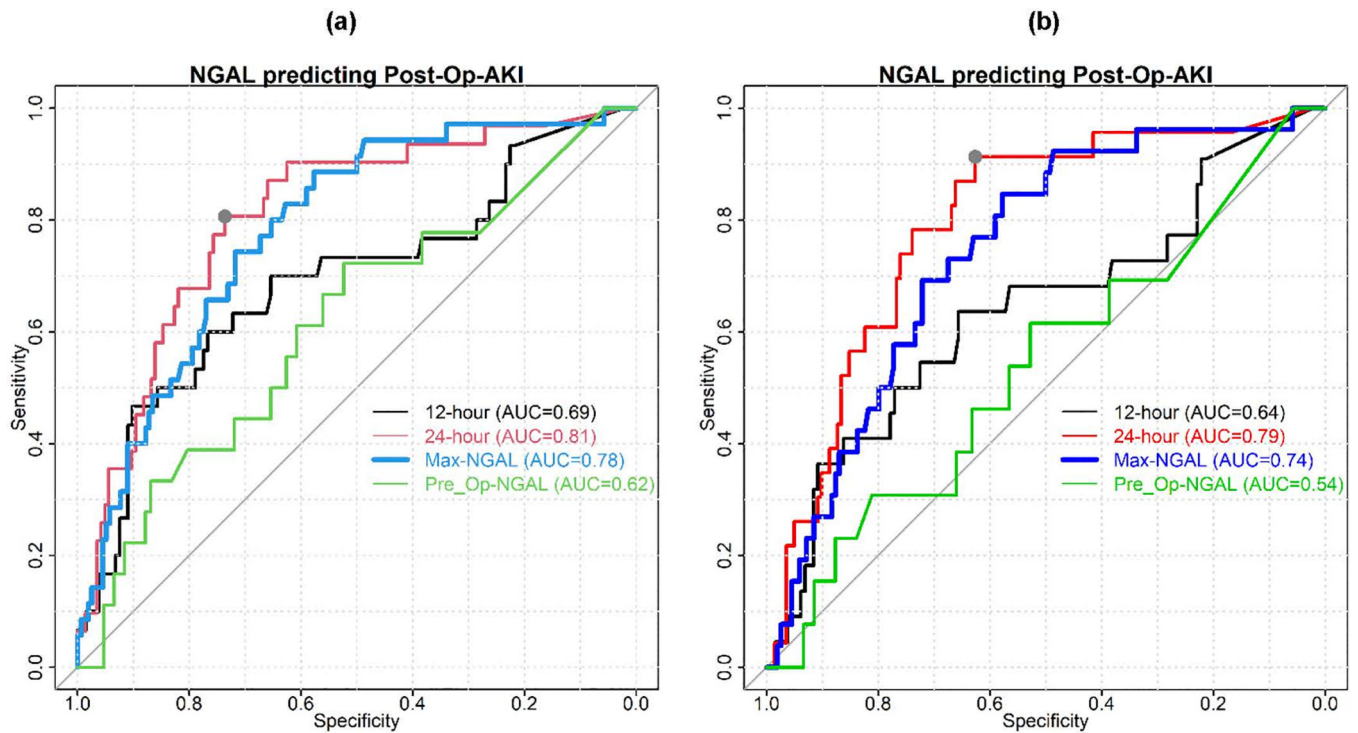 (a)
NGAL predicting Post-Op-AKI
Sensitivity
1.0
0.8
0.6
0.4
0.2
0.0
12-hour (AUC=0.69)
24-hour (AUC=0.81)
Max-NGAL (AUC=0.78)
Pre_Op-NGAL (AUC=0.62)
1.0 0.8 0.6 0.4 0.2 0.0
Specificity
(b)
NGAL predicting Post-Op-AKI
Sensitivity
1.0
0.8
0.6
0.4
0.2
0.0
12-hour (AUC=0.64)
24-hour (AUC=0.79)
Max-NGAL (AUC=0.74)
Pre_Op-NGAL (AUC=0.54)
1.0 0.8 0.6 0.4 0.2 0.0
Specificity